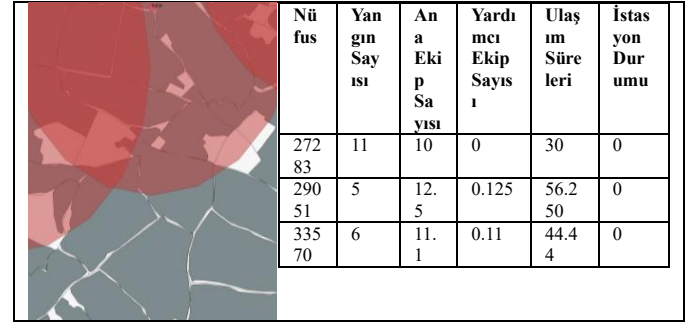 Nü Yan An Yardı Ulaş İstas
fus gın a mcı ım yon
Say Eki Ekip Süre Dur
ısı p Sayıs leri umu
Sa ı
yısı
272 11 10 0 30 0
83
290 5 12. 0.125 56.2 0
51 5 50
335 6 11. 0.11 44.4 0
70 1 4